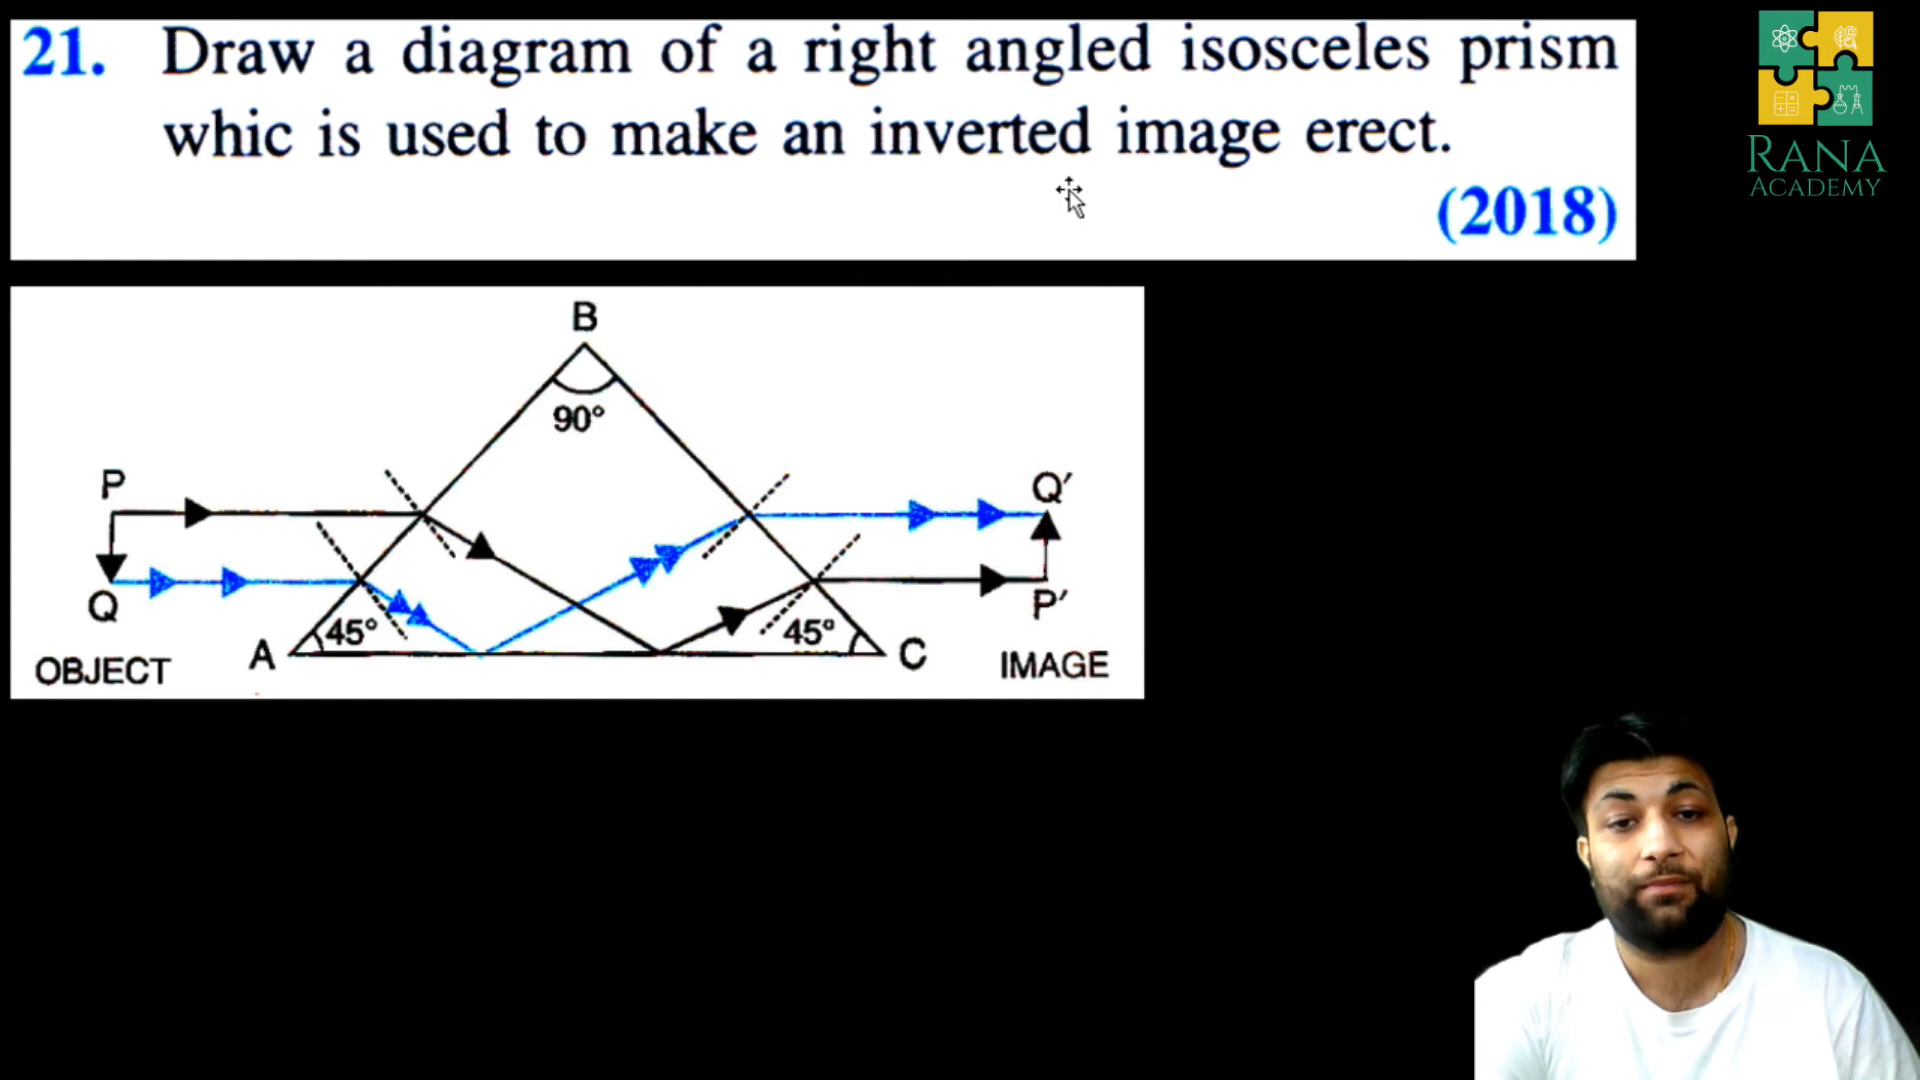 21. Draw a diagram of a right angled isosceles prism
whic is used to make an inverted image erect.
(2018)
RANA
ACADEMY
B
90°
P
Q'
Q
P'
45°
45°
A
C
OBJECT
IMAGE